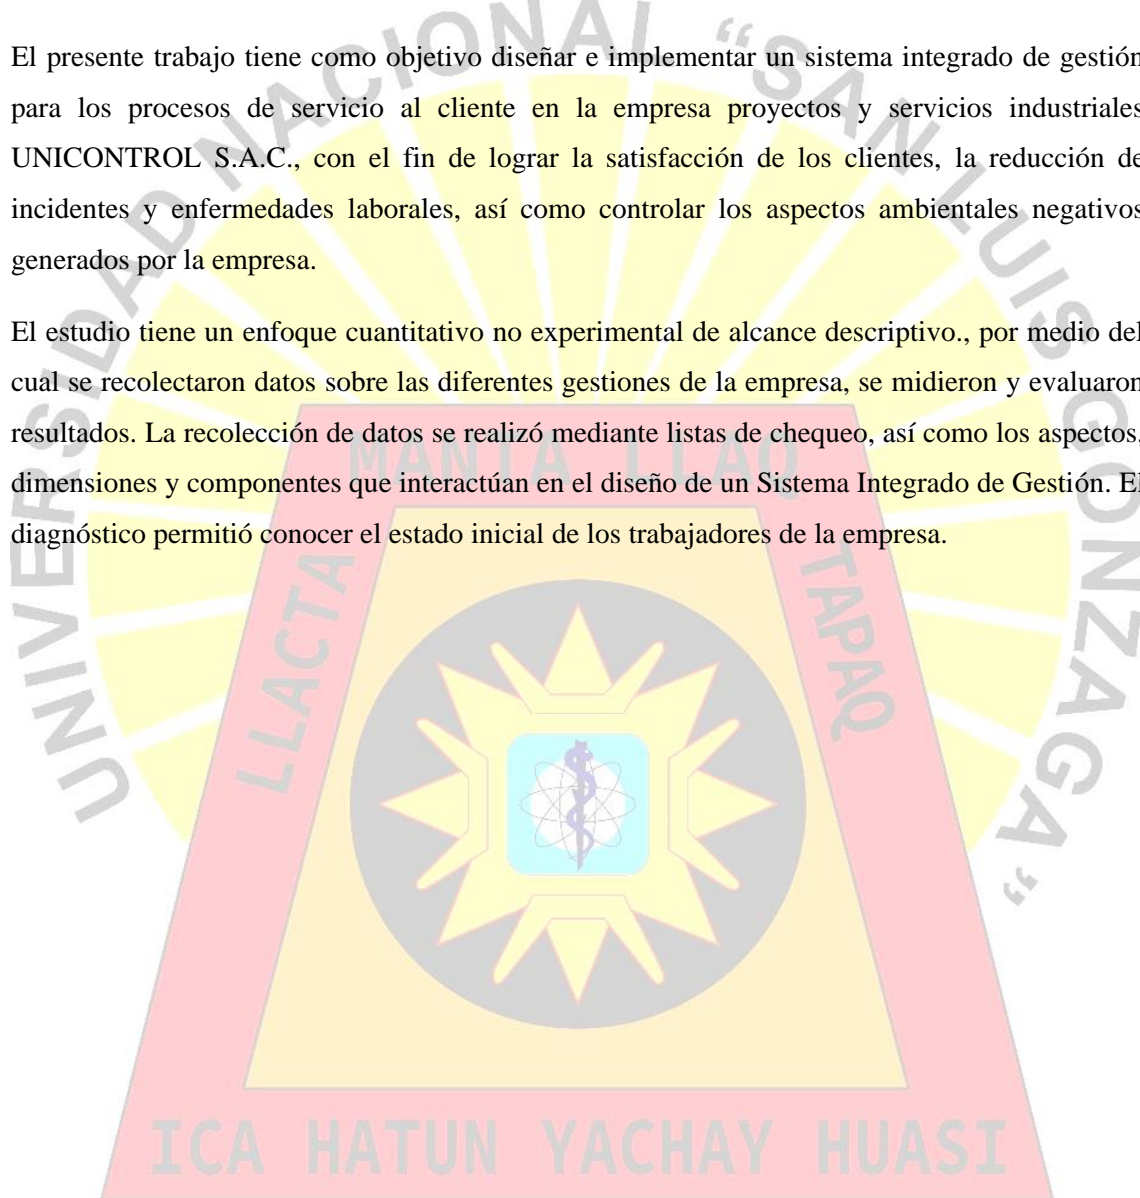 El presente trabajo tiene como objetivo diseñar e implementar un sistema integrado de gestión
para los procesos de servicio al cliente en la empresa proyectos y servicios industriales
UNICONTROL S.A.C., con el fin de lograr la satisfacción de los clientes, la reducción de
incidentes y enfermedades laborales, así como controlar los aspectos ambientales negativos
generados por la empresa.
El estudio tiene un enfoque cuantitativo no experimental de alcance descriptivo., por medio del
cual se recolectaron datos sobre las diferentes gestiones de la empresa, se midieron y evaluaron
resultados. La recolección de datos se realizó mediante listas de chequeo, así como los aspectos,
dimensiones y componentes que interactúan en el diseño de un Sistema Integrado de Gestión. El
diagnóstico permitió conocer el estado inicial de los trabajadores de la empresa.
UNIVERSIDAD NACIONAL “SAN LUIS GONZAGA”
LLACTA
MANTA LLAQ
TAPAQ
ICA HATUN YACHAY HUASI